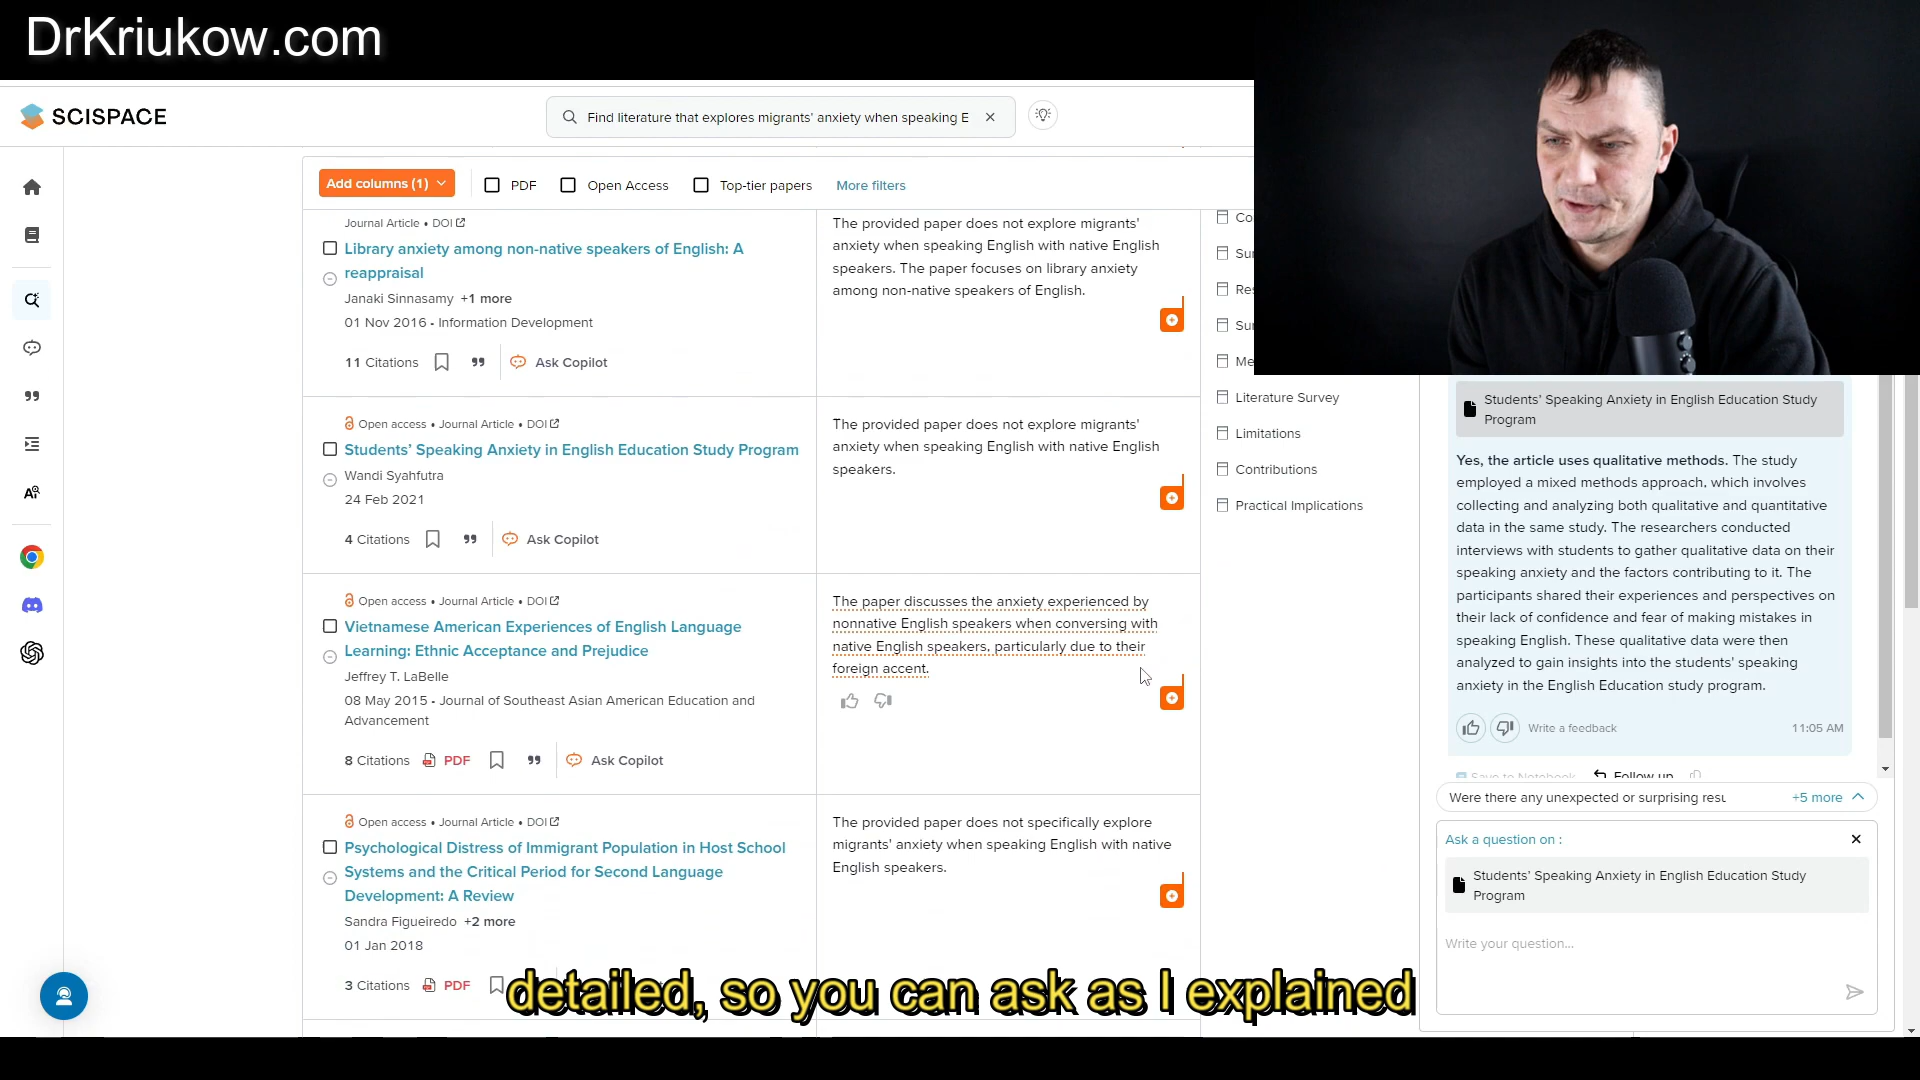 DrKriukow.com
SCISPACE
Find literature that explores migrants' anxiety when speaking E
Add columns (1)
PDF
Open Access
Top-tier papers
More filters
Journal Article • DOI
Library anxiety among non-native speakers of English: A
reappraisal
Janaki Sinnasamy +1 more
01 Nov 2016 - Information Development
11 Citations
Ask Copilot
The provided paper does not explore migrants'
anxiety when speaking English with native English
speakers. The paper focuses on library anxiety
among non-native speakers of English.
Open access • Journal Article • DOI
Students' Speaking Anxiety in English Education Study Program
Wandi Syahfutra
24 Feb 2021
4 Citations
Ask Copilot
The provided paper does not explore migrants'
anxiety when speaking English with native English
speakers.
Open access • Journal Article • DOI
Vietnamese American Experiences of English Language
Learning: Ethnic Acceptance and Prejudice
Jeffrey T. LaBelle
08 May 2015 - Journal of Southeast Asian American Education and
Advancement
8 Citations
PDF
Ask Copilot
The paper discusses the anxiety experienced by
nonnative English speakers when conversing with
native English speakers, particularly due to their
foreign accent.
Open access • Journal Article • DOI
Psychological Distress of Immigrant Population in Host School
Systems and the Critical Period for Second Language
Development: A Review
Sandra Figueiredo +2 more
01 Jan 2018
3 Citations
PDF
The provided paper does not specifically explore
migrants' anxiety when speaking English with native
English speakers.
Co
Sur
Res
Sur
Me
Literature Survey
Limitations
Contributions
Practical Implications
Students' Speaking Anxiety in English Education Study
Program
Yes, the article uses qualitative methods. The study
employed a mixed methods approach, which involves
collecting and analyzing both qualitative and quantitative
data in the same study. The researchers conducted
interviews with students to gather qualitative data on their
speaking anxiety and the factors contributing to it. The
participants shared their experiences and perspectives on
their lack of confidence and fear of making mistakes in
speaking English. These qualitative data were then
analyzed to gain insights into the students' speaking
anxiety in the English Education study program.
Write a feedback
11:05 AM
Save to Notebook
Follow up
Were there any unexpected or surprising resu
+5 more
Ask a question on :
Students' Speaking Anxiety in English Education Study
Program
Write your question...
detailed, so you can ask as I explained